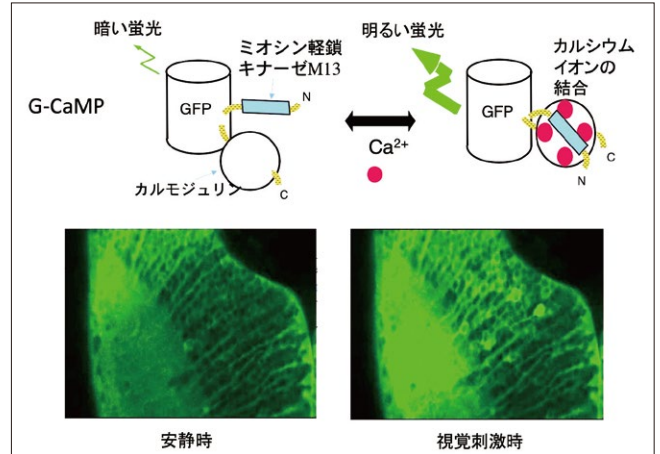 暗い蛍光
ミオシン軽鎖
キナーゼM13
明るい蛍光
カルシウム
イオンの
結合
G-CaMP
GFP
N
GFP
Ca2+
C
カルモジュリン
C
N
安静時
視覚刺激時